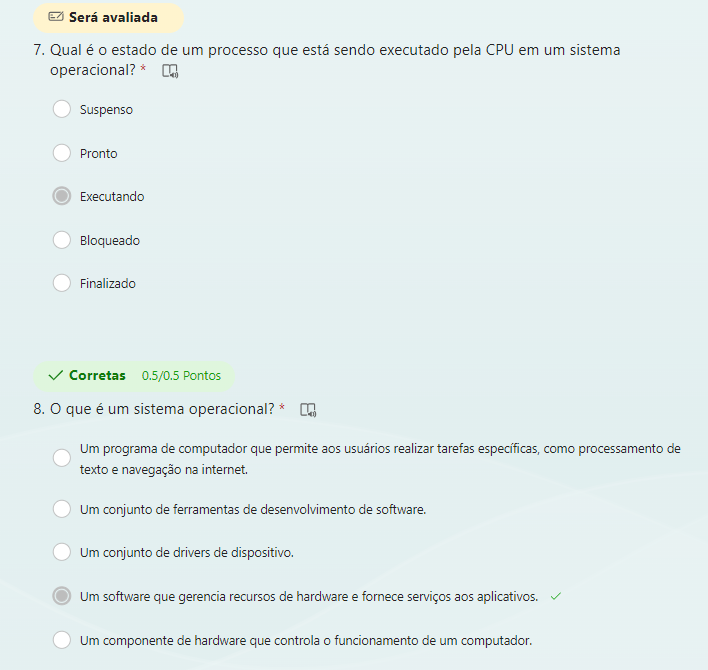 Será avaliada
7. Qual é o estado de um processo que está sendo executado pela CPU em um sistema
operacional? *
Suspenso
Pronto
Executando
Bloqueado
Finalizado
Corretas 0.5/0.5 Pontos
8. O que é um sistema operacional? *
Um programa de computador que permite aos usuários realizar tarefas específicas, como processamento de
texto e navegação na internet.
Um conjunto de ferramentas de desenvolvimento de software.
Um conjunto de drivers de dispositivo.
Um software que gerencia recursos de hardware e fornece serviços aos aplicativos.
Um componente de hardware que controla o funcionamento de um computador.